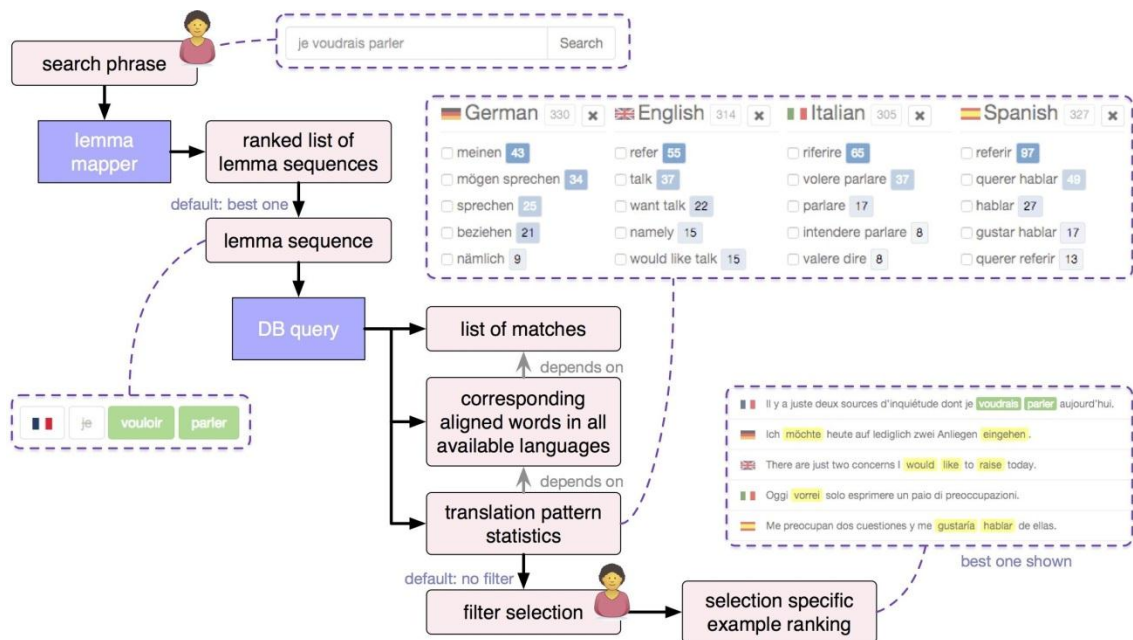 search phrase
je voudrais parler
Search
lemma
mapper
ranked list of
lemma sequences
default: best one
lemma sequence
DB query
je
vouloir
parler
German 330
meinen 43
mögen sprechen 34
sprechen 25
beziehen 21
nämlich 9
English 314
refer 55
talk 37
want talk 22
namely 15
would like talk 15
Italian 305
riferire 65
volere parlare 37
parlare 17
intendere parlare 8
valere dire 8
Spanish 327
referir 97
querer hablar 49
hablar 27
gustar hablar 17
querer referir 13
list of matches
depends on
corresponding
aligned words in all
available languages
depends on
translation pattern
statistics
default: no filter
filter selection
selection specific
example ranking
Il y a juste deux sources d'inquiétude dont je voudrais parler aujourd'hui.
Ich möchte heute auf lediglich zwei Anliegen eingehen .
There are just two concerns I would like to raise today.
Oggi vorrei solo esprimere un paio di preoccupazioni.
Me preocupan dos cuestiones y me gustaría hablar de ellas.
best one shown